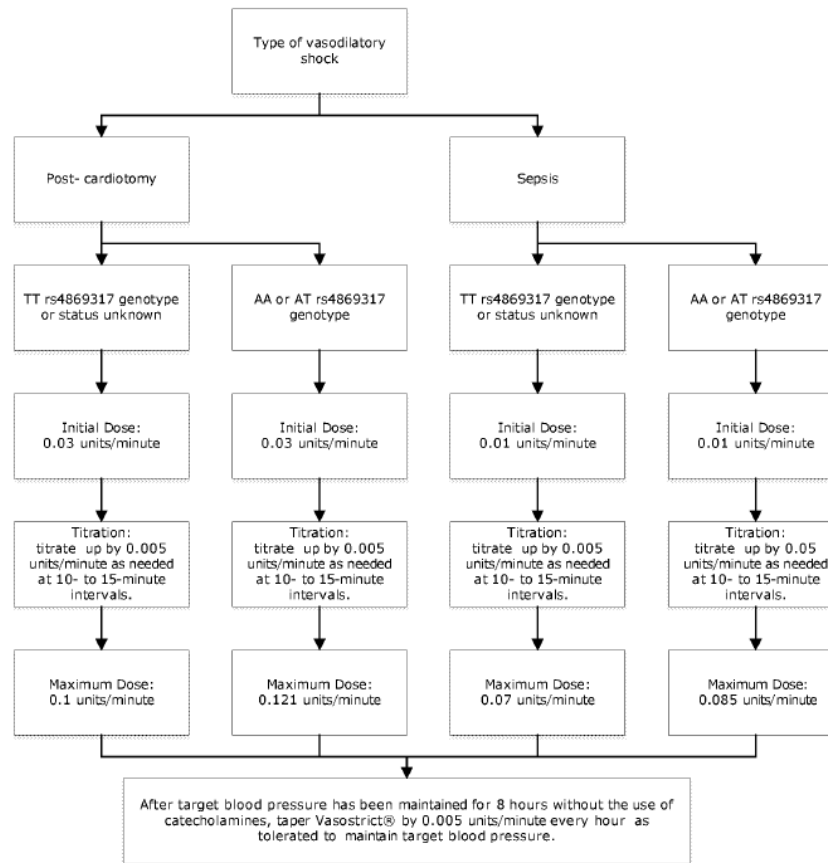 Type of vasodilatory
shock
Post- cardiotomy
Sepsis
TT rs4869317 genotype
or status unknown
AA or AT rs4869317
genotype
TT rs4869317 genotype
or status unknown
AA or AT rs4869317
genotype
Initial Dose:
0.03 units/minute
Initial Dose:
0.03 units/minute
Initial Dose:
0.01 units/minute
Initial Dose:
0.01 units/minute
Titration:
titrate up by 0.005
units/minute as needed
at 10- to 15-minute
intervals.
Titration:
titrate up by 0.005
units/minute as needed
at 10- to 15-minute
intervals.
Titration:
titrate up by 0.005
units/minute as needed
at 10- to 15-minute
intervals.
Titration:
titrate up by 0.05
units/minute as needed
at 10- to 15-minute
intervals.
Maximum Dose:
0.1 units/minute
Maximum Dose:
0.121 units/minute
Maximum Dose:
0.07 units/minute
Maximum Dose:
0.085 units/minute
After target blood pressure has been maintained for 8 hours without the use of
catecholamines, taper Vasostrict® by 0.005 units/minute every hour as
tolerated to maintain target blood pressure.